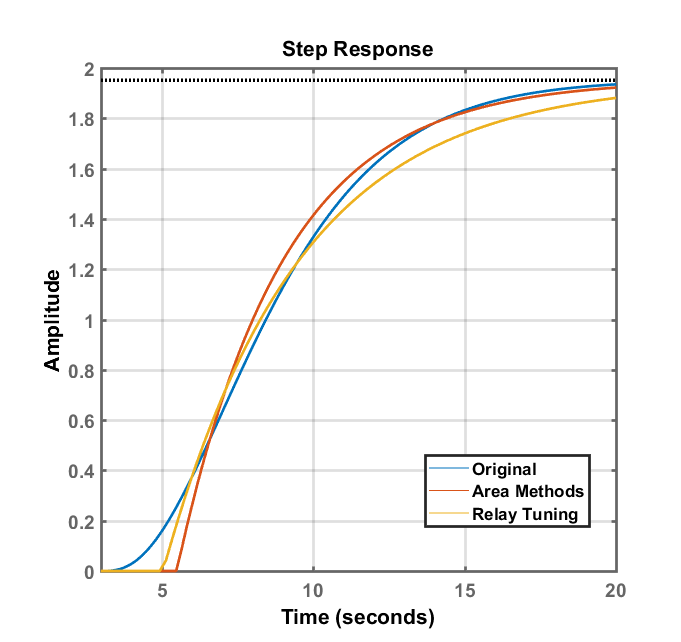 Step Response
Amplitude
2
1.8
1.6
1.4
1.2
1
0.8
0.6
0.4
0.2
0
Original
Area Methods
Relay Tuning
5
10
15
20
Time (seconds)